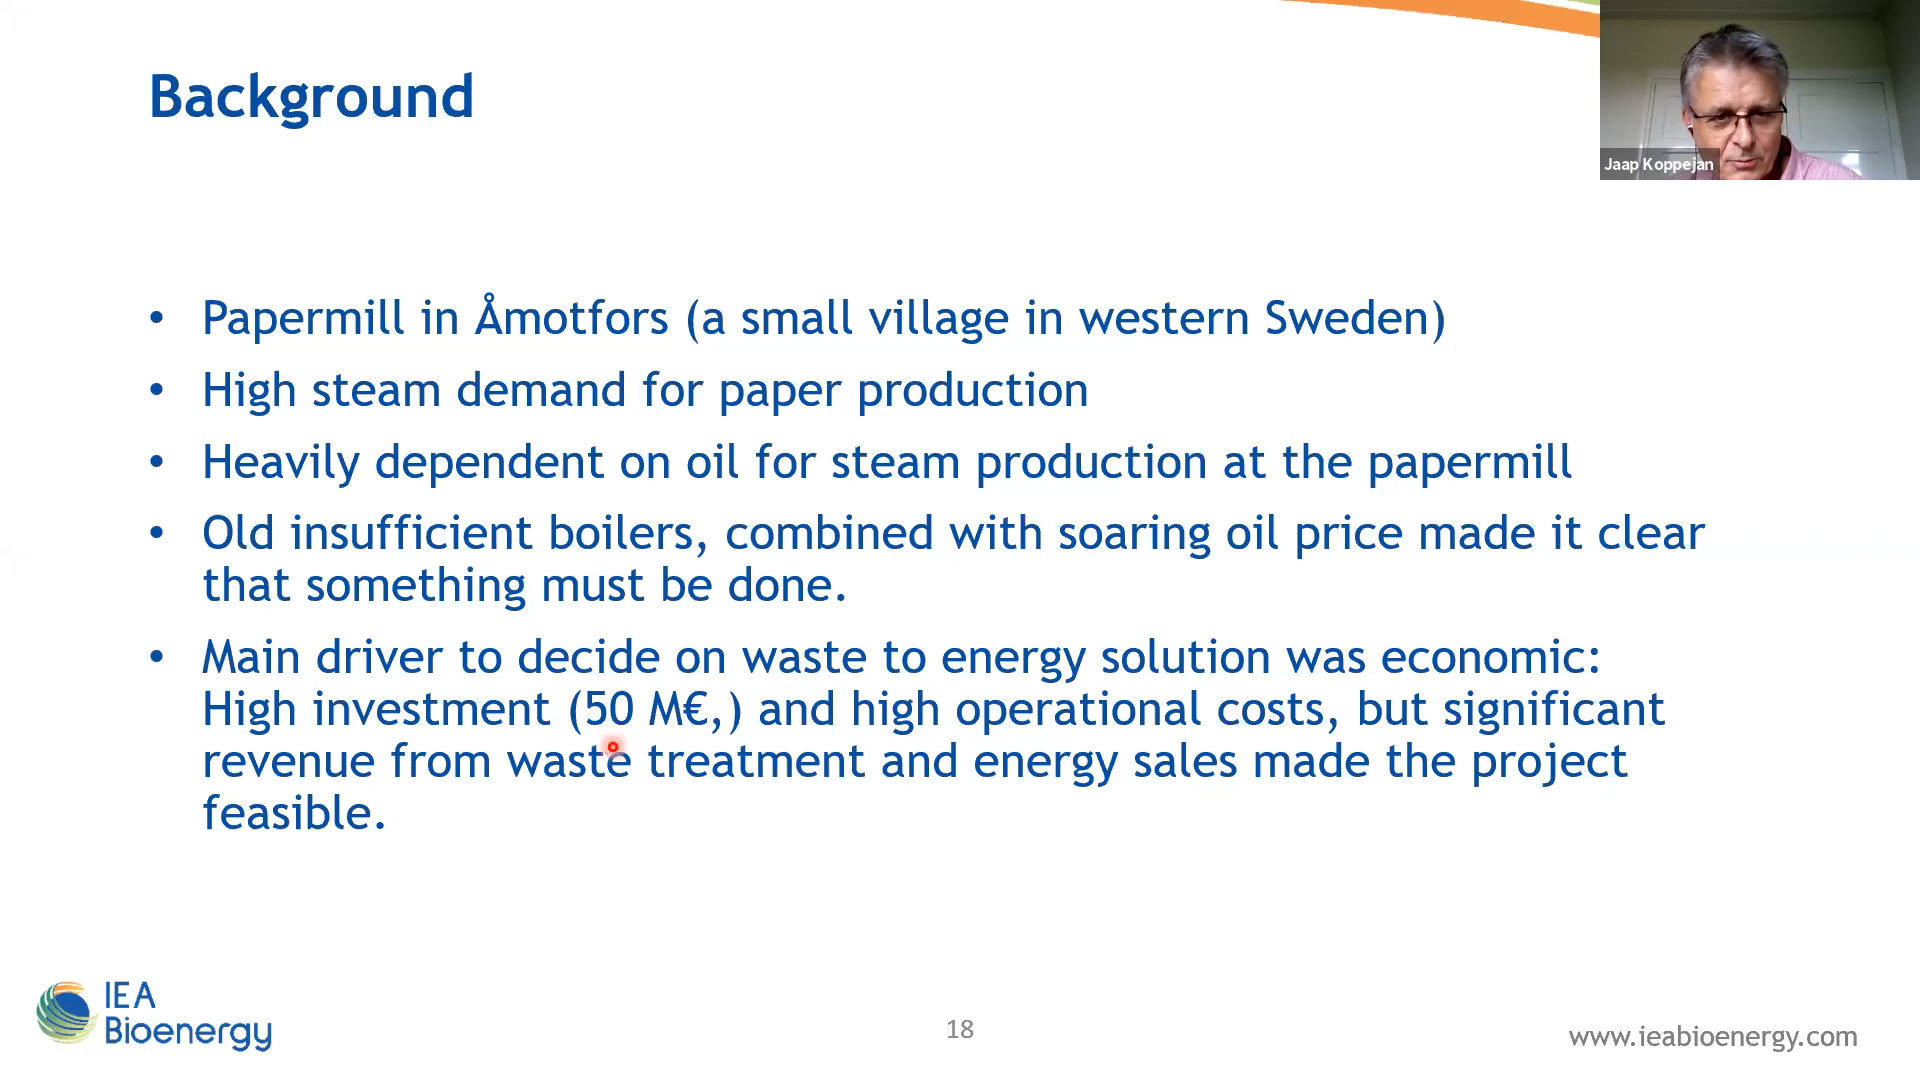 Background
Jaap Koppejan
• Papermill in Åmotfors (a small village in western Sweden)
• High steam demand for paper production
• Heavily dependent on oil for steam production at the papermill
• Old insufficient boilers, combined with soaring oil price made it clear
that something must be done.
• Main driver to decide on waste to energy solution was economic:
High investment (50 M€,) and high operational costs, but significant
revenue from waste treatment and energy sales made the project
feasible.
IEA
Bioenergy
18
www.ieabioenergy.com